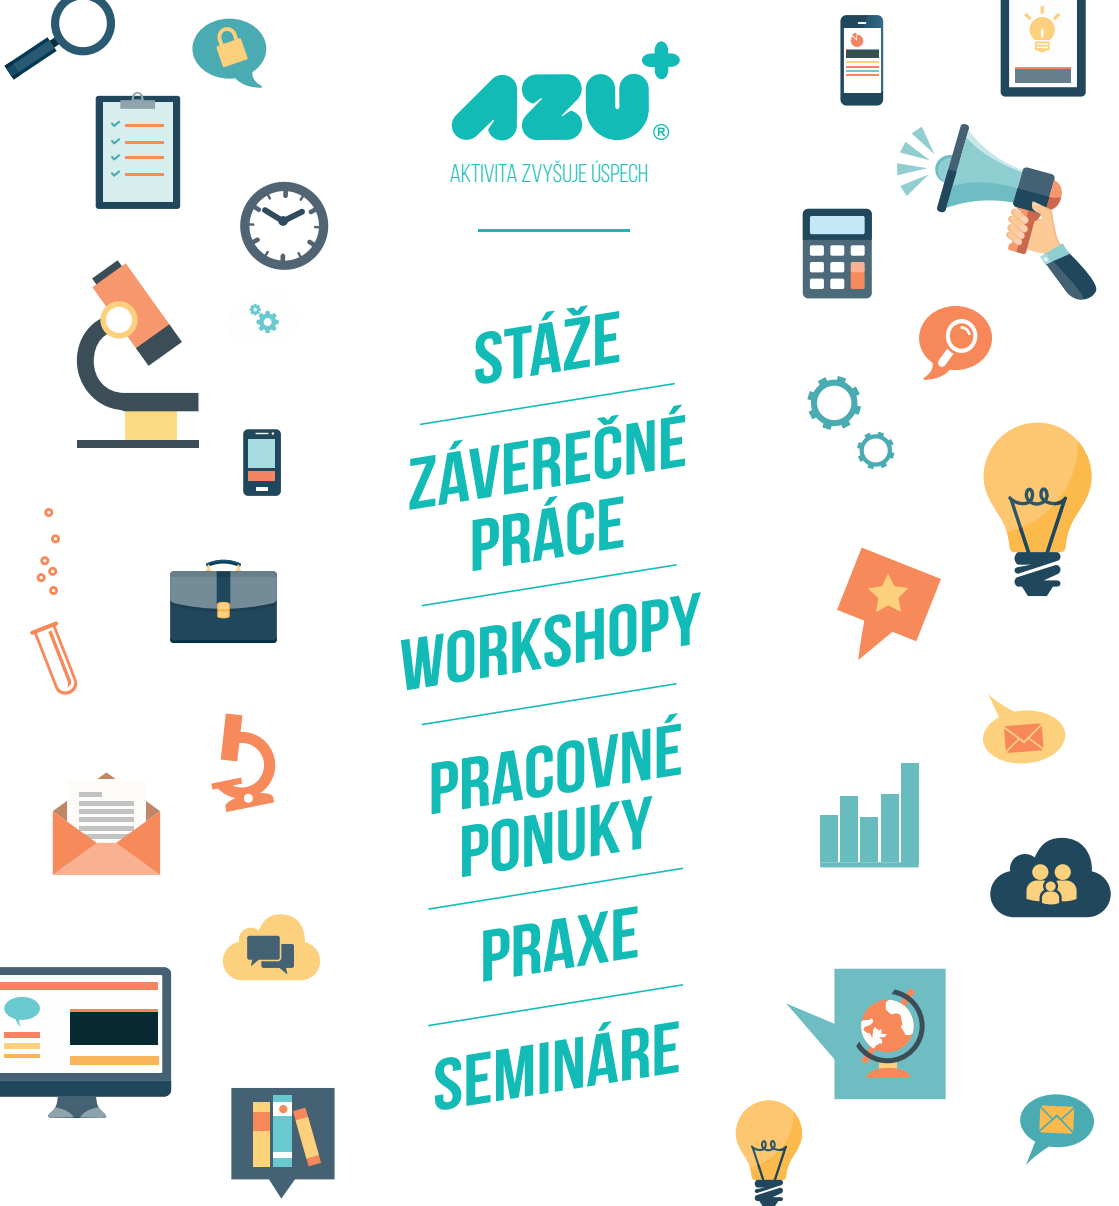 AZU+®
AKTIVITA ZVYŠUJE ÚSPECH
STÁŽE
ZÁVEREČNÉ
PRÁCE
WORKSHOPY
PRACOVNÉ
PONUKY
PRAXE
SEMINÁRE